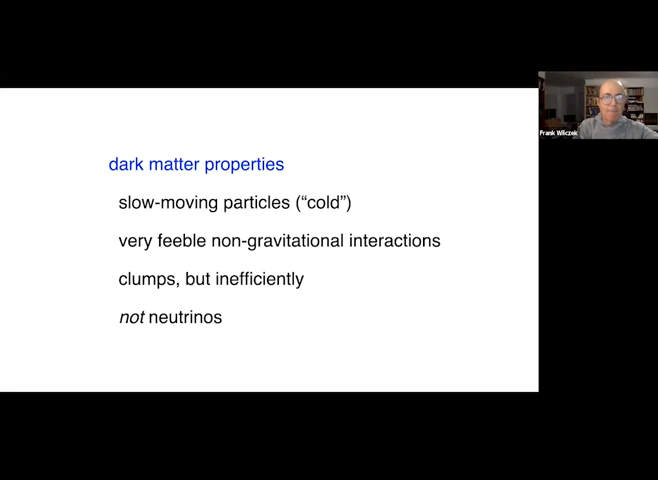 dark matter properties
slow-moving particles (“cold”)
very feeble non-gravitational interactions
clumps, but inefficiently
not neutrinos
Frank Wilczek